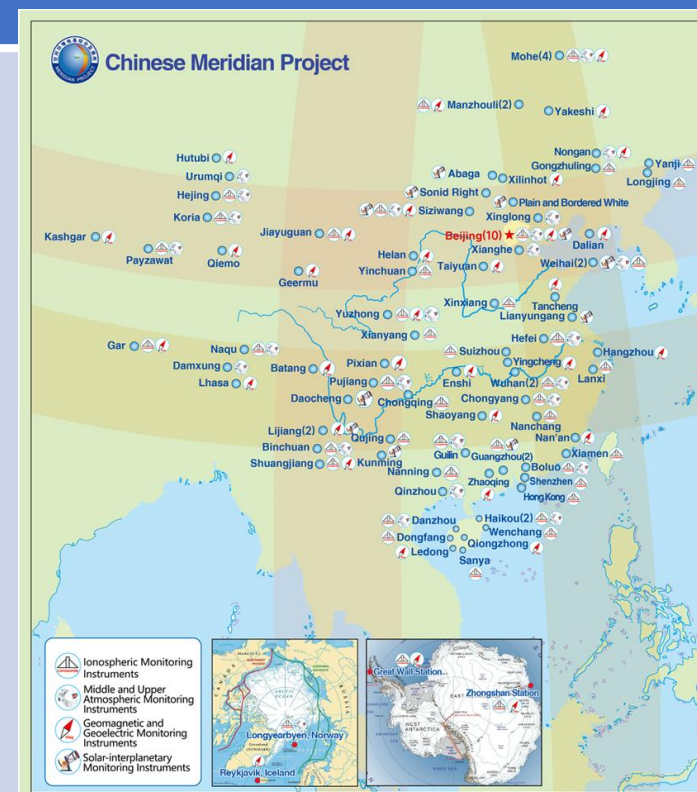 Chinese Meridian Project
Mohe(4)
Manzhouli(2)
Yakeshi
Nongan
Gongzhuling
Yanji
Longjing
Hutubi
Urumqi
Hejing
Koria
Abaga
Xilinhot
Sonid Right
Plain and Bordered White
Siziwang
Xinglong
Kashgar
Payzawat
Qiemo
Jiayuguan
Geermu
Beijing(10)
Dalian
Xianghe
Helan
Taiyuan
Weihai(2)
Yinchuan
Xinxiang
Tancheng
Lianyungang
Yuzhong
Xianyang
Hefei
Gar
Naqu
Suizhou
Hangzhou
Damxung
Batang
Pixian
Yingcheng
Lhasa
Pujiang
Enshi
Wuhan(2)
Lanxi
Daocheng
Chongqing
Chongyang
Shaoyang
Nanchang
Lijiang(2)
Qujing
Nan'an
Binchuan
Guilin
Guangzhou(2)
Xiamen
Shuangjiang
Kunming
Boluo
Nanning
Zhaoqing
Shenzhen
Qinzhou
Hong Kong
Danzhou
Haikou(2)
Dongfang
Wenchang
Qiongzhong
Ledong
Sanya
Ionospheric Monitoring
Instruments
Middle and Upper
Atmospheric Monitoring
Instruments
Geomagnetic and
Geoelectric Monitoring
Instruments
Solar-interplanetary
Monitoring Instruments
Longyearbyen, Norway
Reykjavik, Iceland
Great Wall Station
Zhongshan Station
EAST
WEST
ANTARCTICA